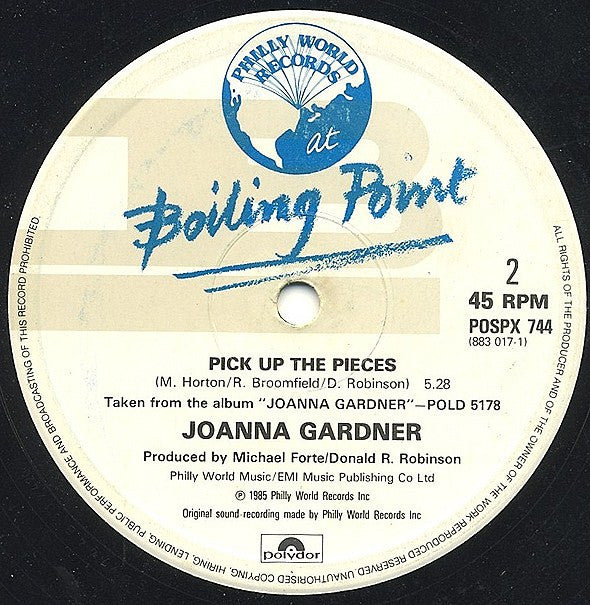 PHILLY WORLD
RECORDS
at
Boiling Point
2
45 RPM
POSPX 744
(883 017-1)
PICK UP THE PIECES
(M. Horton/R. Broomfield/D. Robinson) 5.28
Taken from the album "JOANNA GARDNER"—POLD 5178
JOANNA GARDNER
Produced by Michael Forte/Donald R. Robinson
Philly World Music/EMI Music Publishing Co Ltd
℗ 1985 Philly World Records Inc
Original sound recording made by Philly World Records Inc
polydor
ALL RIGHTS OF THE PRODUCER AND OF THE OWNER OF THE WORK REPRODUCED RESERVED. UNAUTHORISED COPYING, HIRING, LENDING, PUBLIC PERFORMANCE AND BROADCASTING OF THIS RECORD PROHIBITED.